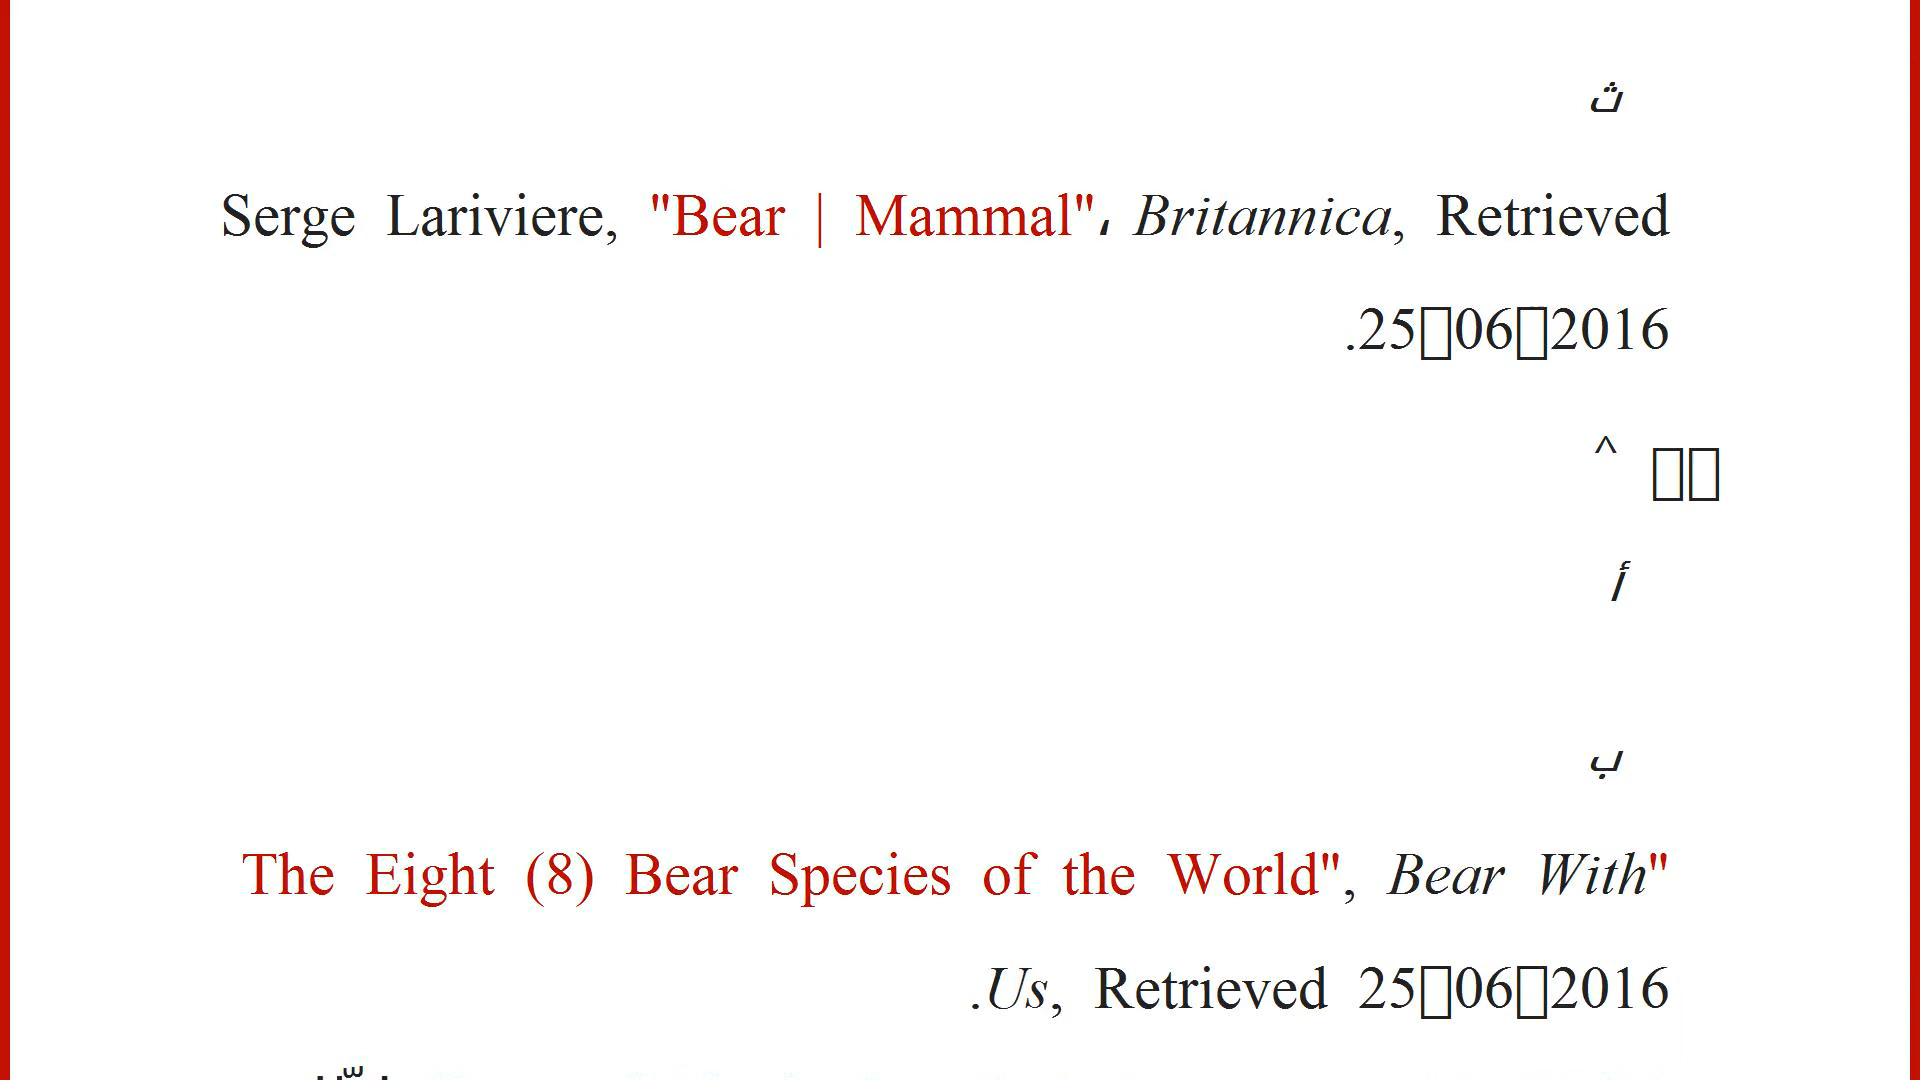 ث
Serge Lariviere, "Bear | Mammal"، Britannica, Retrieved
25▯06▯2016.
▯▯ ^
أ
ب
"The Eight (8) Bear Species of the World", Bear With
Us, Retrieved 25▯06▯2016.